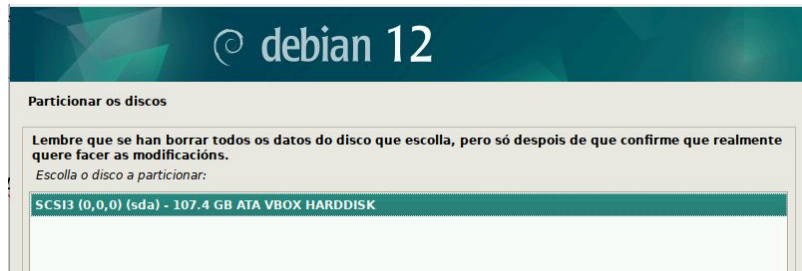 debian 12
Particionar os discos
Lembre que se han borrar todos os datos do disco que escolla, pero só despois de que confirme que realmente
quere facer as modificacións.
Escolla o disco a particionar:
SCSI3 (0,0,0) (sda) - 107.4 GB ATA VBOX HARDDISK